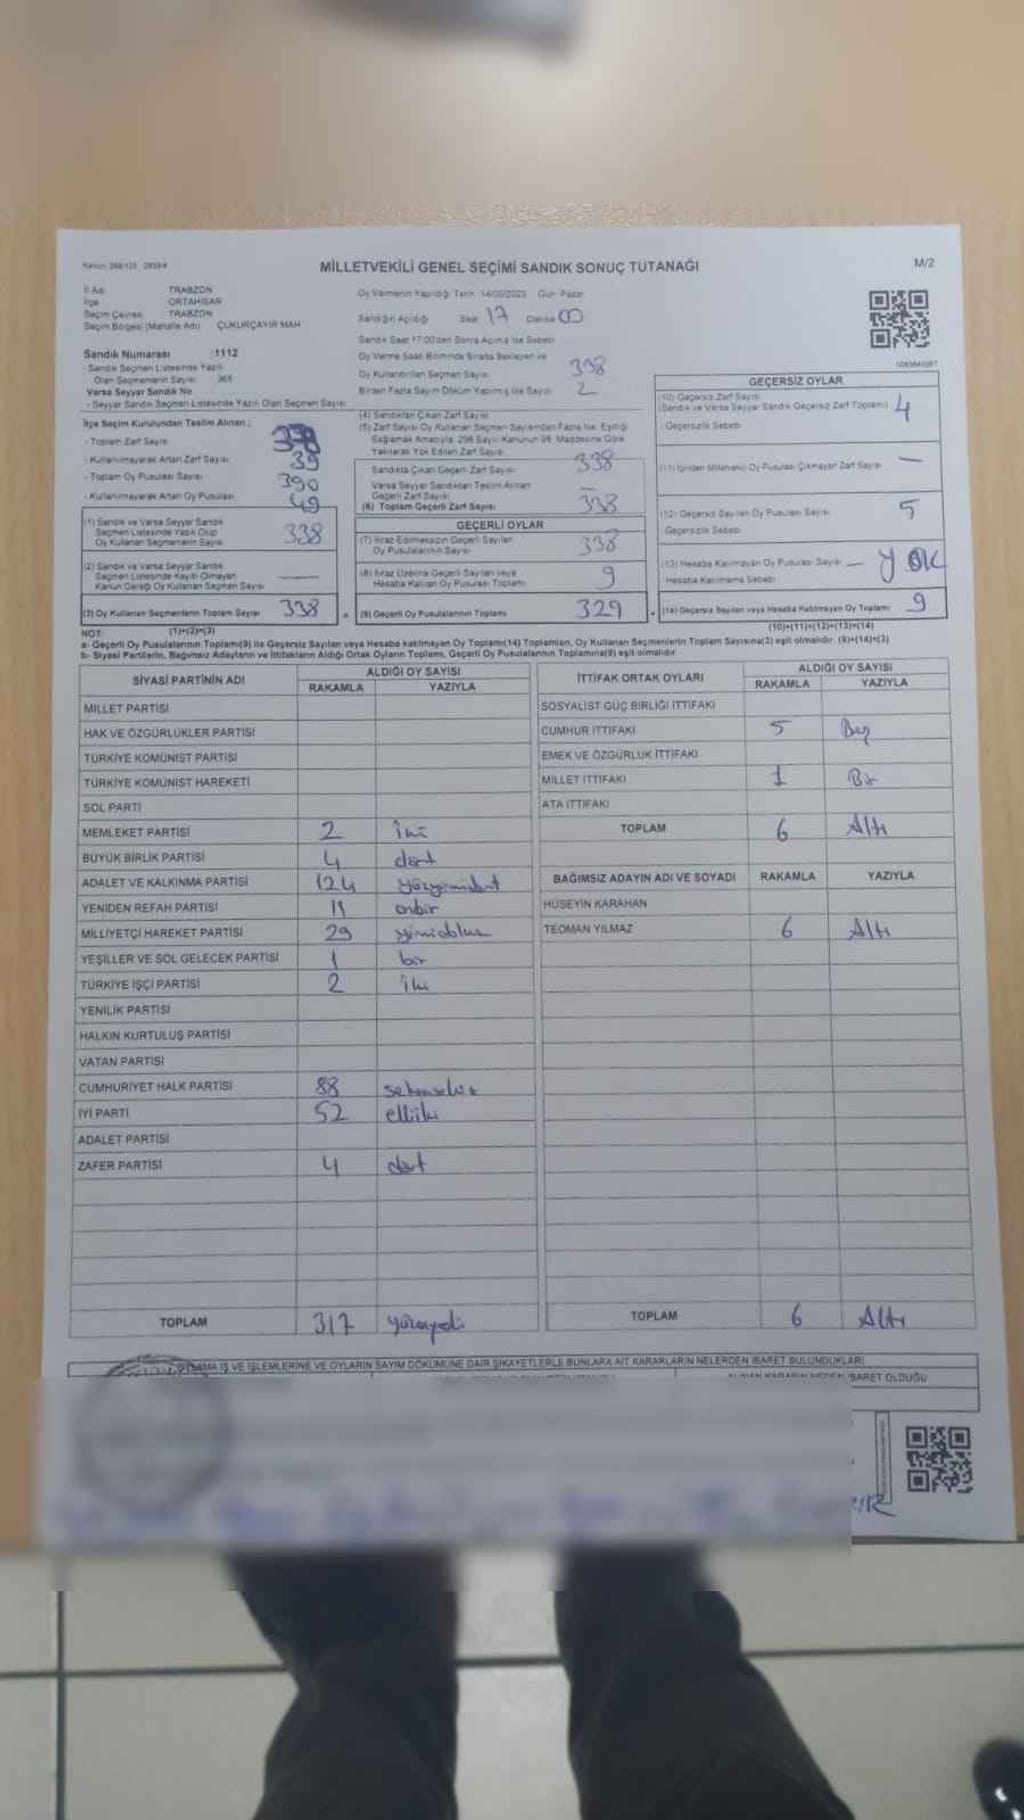 MİLLETVEKİLİ GENEL SEÇİMİ SANDIK SONUÇ TUTANAĞI
M/2
İl Adı TRABZON
İlçe ORTAHİSAR
Seçim Çevresi TRABZON
Seçim Bölgesi (Mahalle Adı) ÇUKURÇAYIR MAH
Sandık Numarası :1112
- Sandık Seçmen Listesinde Yazılı
Olan Seçmenlerin Sayısı 365
Varsa Seyyar Sandık No
- Seyyar Sandık Seçmen Listesinde Yazılı Olan Seçmen Sayısı
Oy Vermenin Yapıldığı Tarih 14/05/2023 Gün Pazar
Sandığın Açıldığı Saat 17 Dakika 00
Sandık Saat 17.00'den Sonra Açılmış İse Sebebi
Oy Verme Saati Bitiminde Sırada Bekleyen ve
Oy Kullandırılan Seçmen Sayısı 338
Birden Fazla Sayım Döküm Yapılmış İse Sayısı 2
İlçe Seçim Kurulundan Teslim Alınan ;
- Toplam Zarf Sayısı
- Kullanılmayarak Artan Zarf Sayısı 39
- Toplam Oy Pusulası Sayısı 390
- Kullanılmayarak Artan Oy Pusulası 49
(1) Sandık ve Varsa Seyyar Sandık
Seçmen Listesinde Yazılı Olup
Oy Kullanan Seçmenlerin Sayısı 338
(2) Sandık ve Varsa Seyyar Sandık
Seçmen Listesinde Kayıtlı Olmayan
Kanun Gereği Oy Kullanan Seçmen Sayısı —
(3) Oy Kullanan Seçmenlerin Toplam Sayısı 338
(1)+(2)=(3)
(4) Sandıktan Çıkan Zarf Sayısı
(5) Zarf Sayısı Oy Kullanan Seçmen Sayısından Fazla İse, Eşitliği
Sağlamak Amacıyla 298 Sayılı Kanunun 98. Maddesine Göre
Yakılarak Yok Edilen Zarf Sayısı
Sandıkta Çıkan Geçerli Zarf Sayısı 338
Varsa Seyyar Sandıktan Teslim Alınan
Geçerli Zarf Sayısı —
(6) Toplam Geçerli Zarf Sayısı 338
GEÇERLİ OYLAR
(7) İtiraz Edilmeksizin Geçerli Sayılan
Oy Pusulalarının Sayısı 338
(8) İtiraz Üzerine Geçerli Sayılan veya
Hesaba Katılan Oy Pusulası Toplamı 9
(9) Geçerli Oy Pusulalarının Toplamı 329
GEÇERSİZ OYLAR
(10) Geçersiz Zarf Sayısı
(Sandık ve Varsa Seyyar Sandık Geçersiz Zarf Toplamı) 4
- Geçersizlik Sebebi
(11) İçinden Milletvekili Oy Pusulası Çıkmayan Zarf Sayısı —
(12) Geçersiz Sayılan Oy Pusulası Sayısı 5
Geçersizlik Sebebi
(13) Hesaba Katılmayan Oy Pusulası Sayısı — YOK
Hesaba Katılmama Sebebi
(14) Geçersiz Sayılan veya Hesaba Katılmayan Oy Toplamı 9
(10)+(11)+(12)+(13)=(14)
NOT:
a- Geçerli Oy Pusulalarının Toplamı(9) ile Geçersiz Sayılan veya Hesaba katılmayan Oy Toplamı(14) Toplamları, Oy Kullanan Seçmenlerin Toplam Sayısına(3) eşit olmalıdır. (9)+(14)=(3)
b- Siyasi Partilerin, Bağımsız Adayların ve İttifakların Aldığı Ortak Oyların Toplamı, Geçerli Oy Pusulalarının Toplamına(9) eşit olmalıdır
SİYASİ PARTİNİN ADI ALDIĞI OY SAYISI
RAKAMLA YAZIYLA
MİLLET PARTİSİ
HAK VE ÖZGÜRLÜKLER PARTİSİ
TÜRKİYE KOMÜNİST PARTİSİ
TÜRKİYE KOMÜNİST HAREKETİ
SOL PARTİ
MEMLEKET PARTİSİ 2 iki
BÜYÜK BİRLİK PARTİSİ 4 dört
ADALET VE KALKINMA PARTİSİ 124 yüzyirmidört
YENİDEN REFAH PARTİSİ 11 onbir
MİLLİYETÇİ HAREKET PARTİSİ 29 yirmidokuz
YEŞİLLER VE SOL GELECEK PARTİSİ 1 bir
TÜRKİYE İŞÇİ PARTİSİ 2 iki
YENİLİK PARTİSİ
HALKIN KURTULUŞ PARTİSİ
VATAN PARTİSİ
CUMHURİYET HALK PARTİSİ 88 seksensekiz
İYİ PARTİ 52 elliiki
ADALET PARTİSİ
ZAFER PARTİSİ 4 dört
TOPLAM 317
İTTİFAK ORTAK OYLARI ALDIĞI OY SAYISI
RAKAMLA YAZIYLA
SOSYALİST GÜÇ BİRLİĞİ İTTİFAKI
CUMHUR İTTİFAKI 5 Beş
EMEK VE ÖZGÜRLÜK İTTİFAKI
MİLLET İTTİFAKI 1 Bir
ATA İTTİFAKI
TOPLAM 6 Altı
BAĞIMSIZ ADAYIN ADI VE SOYADI RAKAMLA YAZIYLA
HÜSEYİN KARAHAN
TEOMAN YILMAZ 6 Altı
TOPLAM 6 Altı
İŞ VE İŞLEMLERİNE VE OYLARIN SAYIM DÖKÜMÜNE DAİR ŞİKAYETLERLE BUNLARA AİT KARARLARIN NELERDEN İBARET BULUNDUKLARI
İBARET OLDUĞU